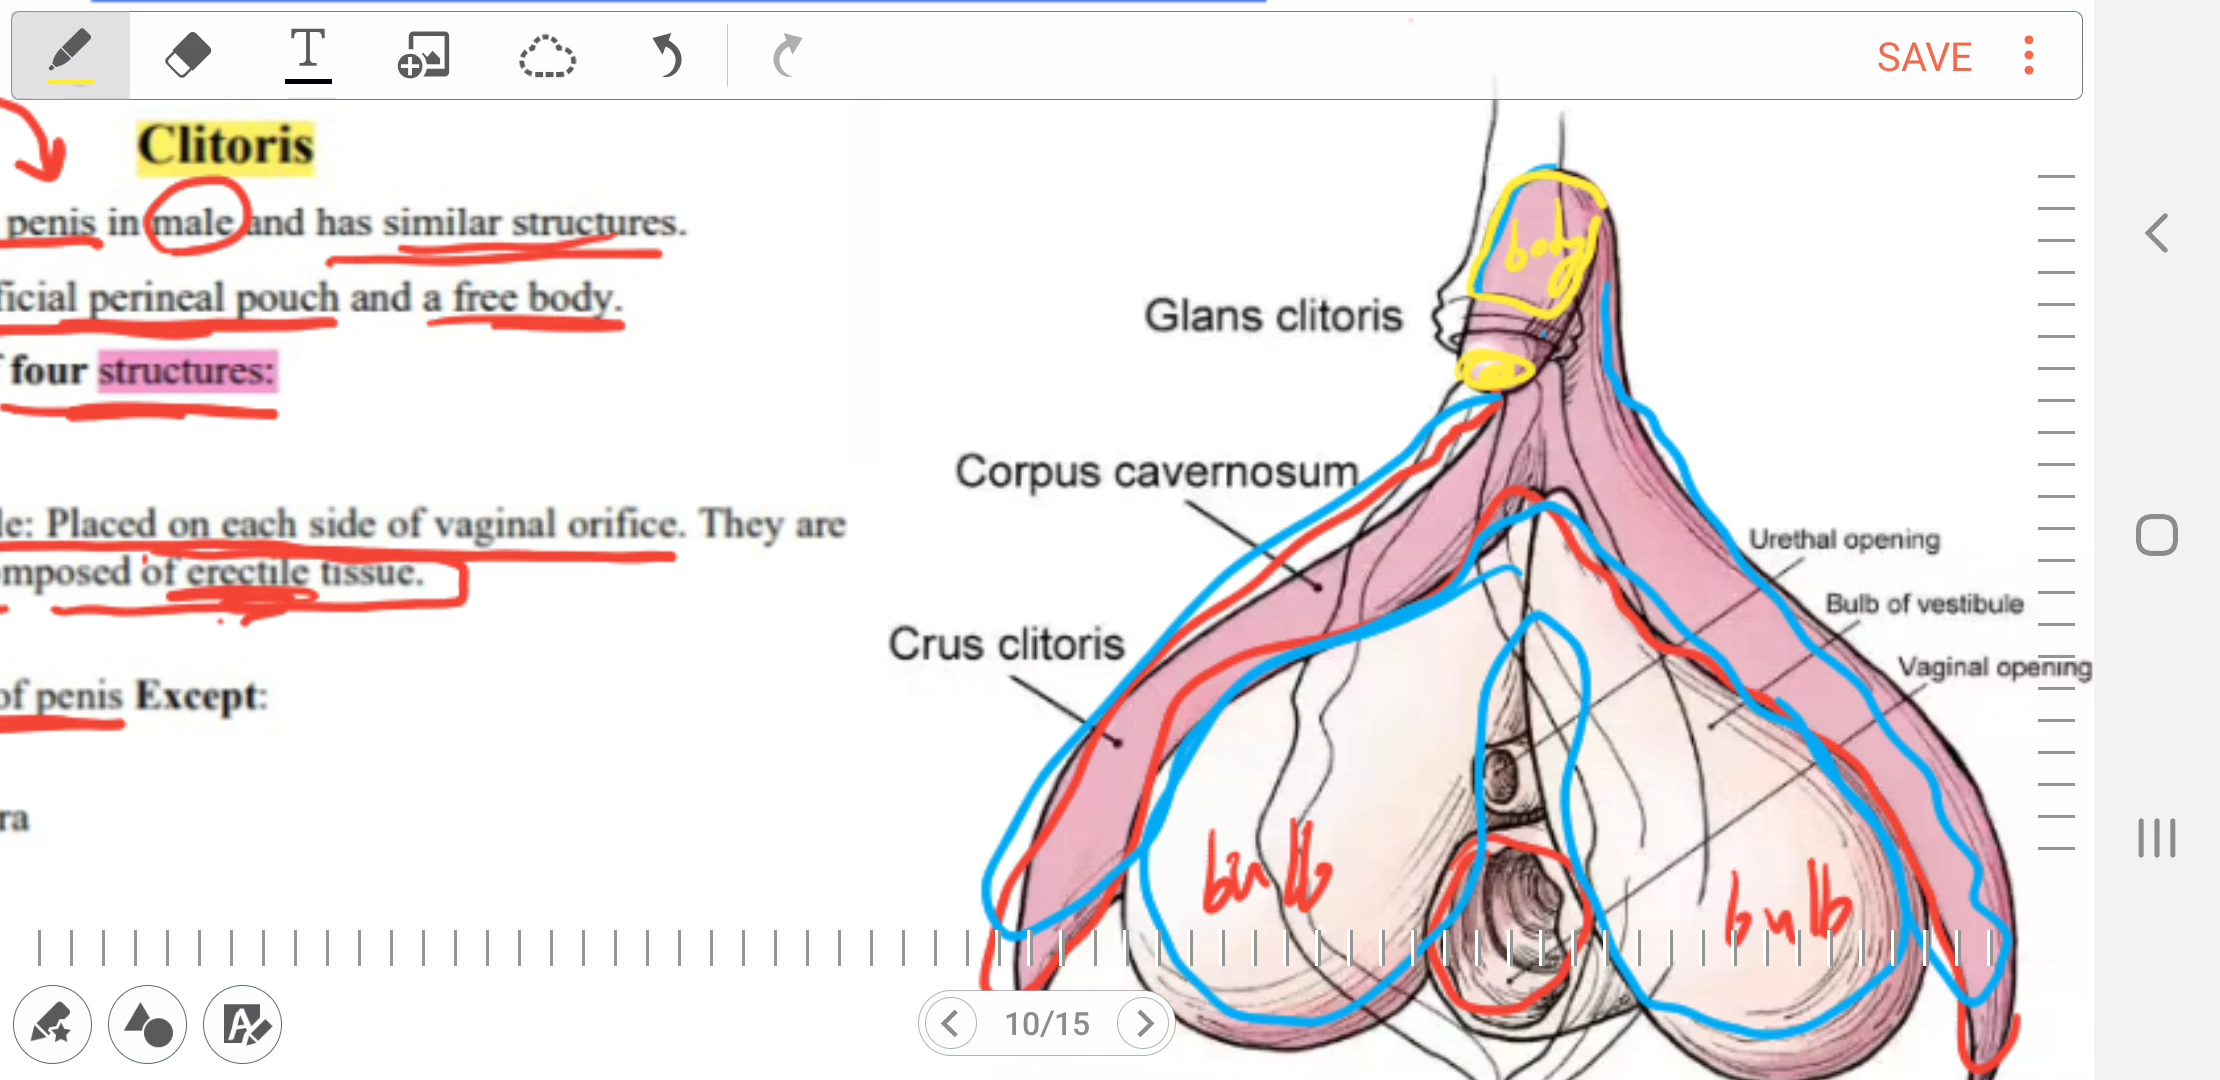 T
SAVE
Clitoris
penis in male and has similar structures.
ficial perineal pouch and a free body.
four structures:
le: Placed on each side of vaginal orifice. They are
mposed of erectile tissue.
of penis Except:
ra
body
Glans clitoris
Corpus cavernosum
Crus clitoris
Urethal opening
Bulb of vestibule
Vaginal opening
bulb
bulb
10/15
A